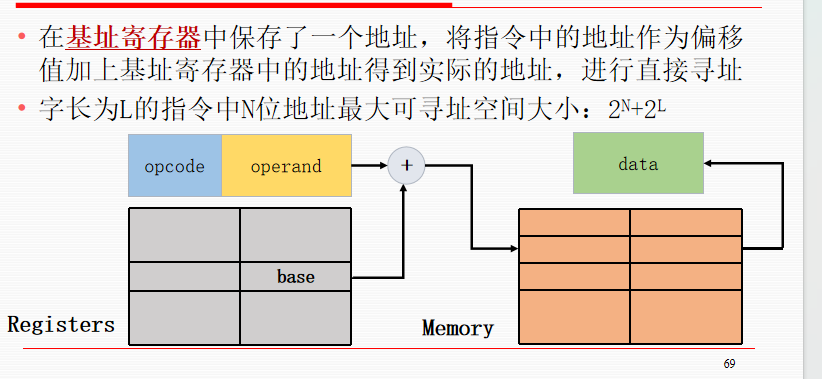 • 在基址寄存器中保存了一个地址，将指令中的地址作为偏移
值加上基址寄存器中的地址得到实际的地址，进行直接寻址
• 字长为L的指令中N位地址最大可寻址空间大小：2ᴺ+2ᴸ
opcode operand + data
base
Registers Memory
69